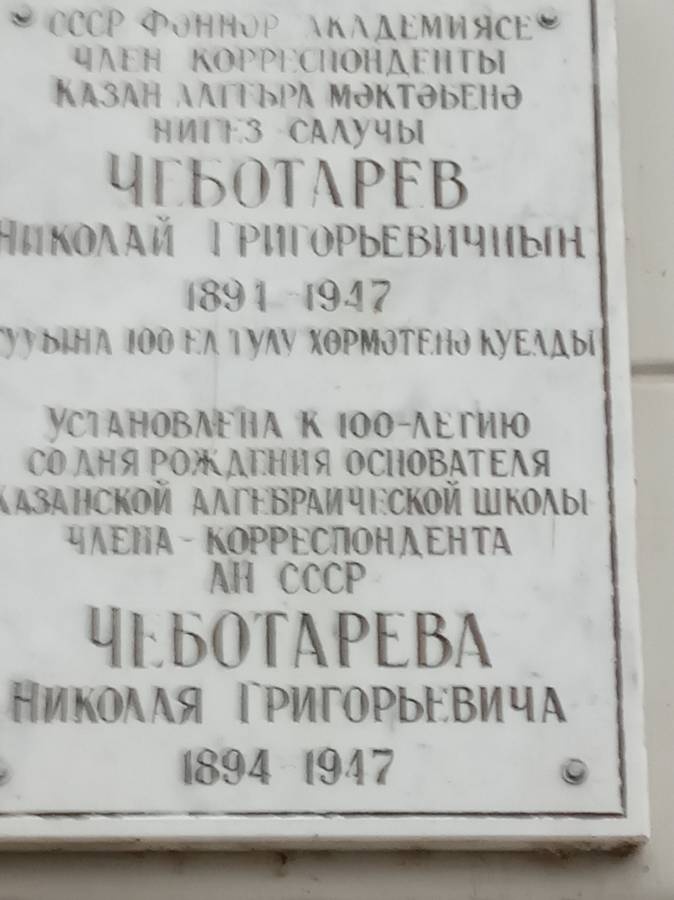 СССР ФӘННӘР АКАДЕМИЯСЕ
ЧЛЕН КОРРЕСПОНДЕНТЫ
КАЗАН АЛГЕБРА МӘКТӘБЕНӘ
НИГЕЗ САЛУЧЫ
ЧЕБОТАРЕВ
НИКОЛАЙ ГРИГОРЬЕВИЧНЫҢ
1894 1947
ТУУЫНА 100 ЕЛ ТУЛУ ХӨРМӘТЕНӘ КУЕЛДЫ
УСТАНОВЛЕНА К 100-ЛЕТИЮ
СО ДНЯ РОЖДЕНИЯ ОСНОВАТЕЛЯ
КАЗАНСКОЙ АЛГЕБРАИЧЕСКОЙ ШКОЛЫ
ЧЛЕНА-КОРРЕСПОНДЕНТА
АН СССР
ЧЕБОТАРЕВА
НИКОЛАЯ ГРИГОРЬЕВИЧА
1894 1947